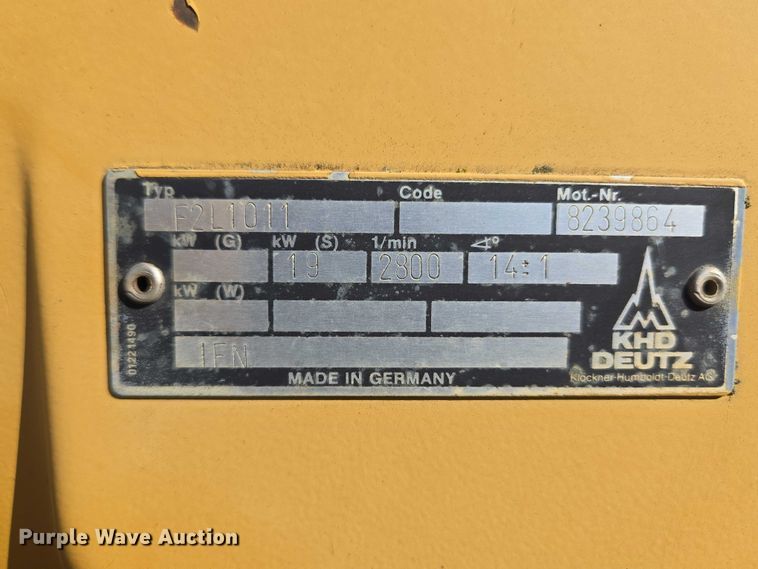 Typ Code Mot.-Nr.
F2L1011 8239864
kW (G) kW (S) 1/min ∢°
19 2800 14±1
kW (W)
1FN
01221490
KHD
DEUTZ
MADE IN GERMANY
Klöckner-Humboldt-Deutz AG
Purple Wave Auction